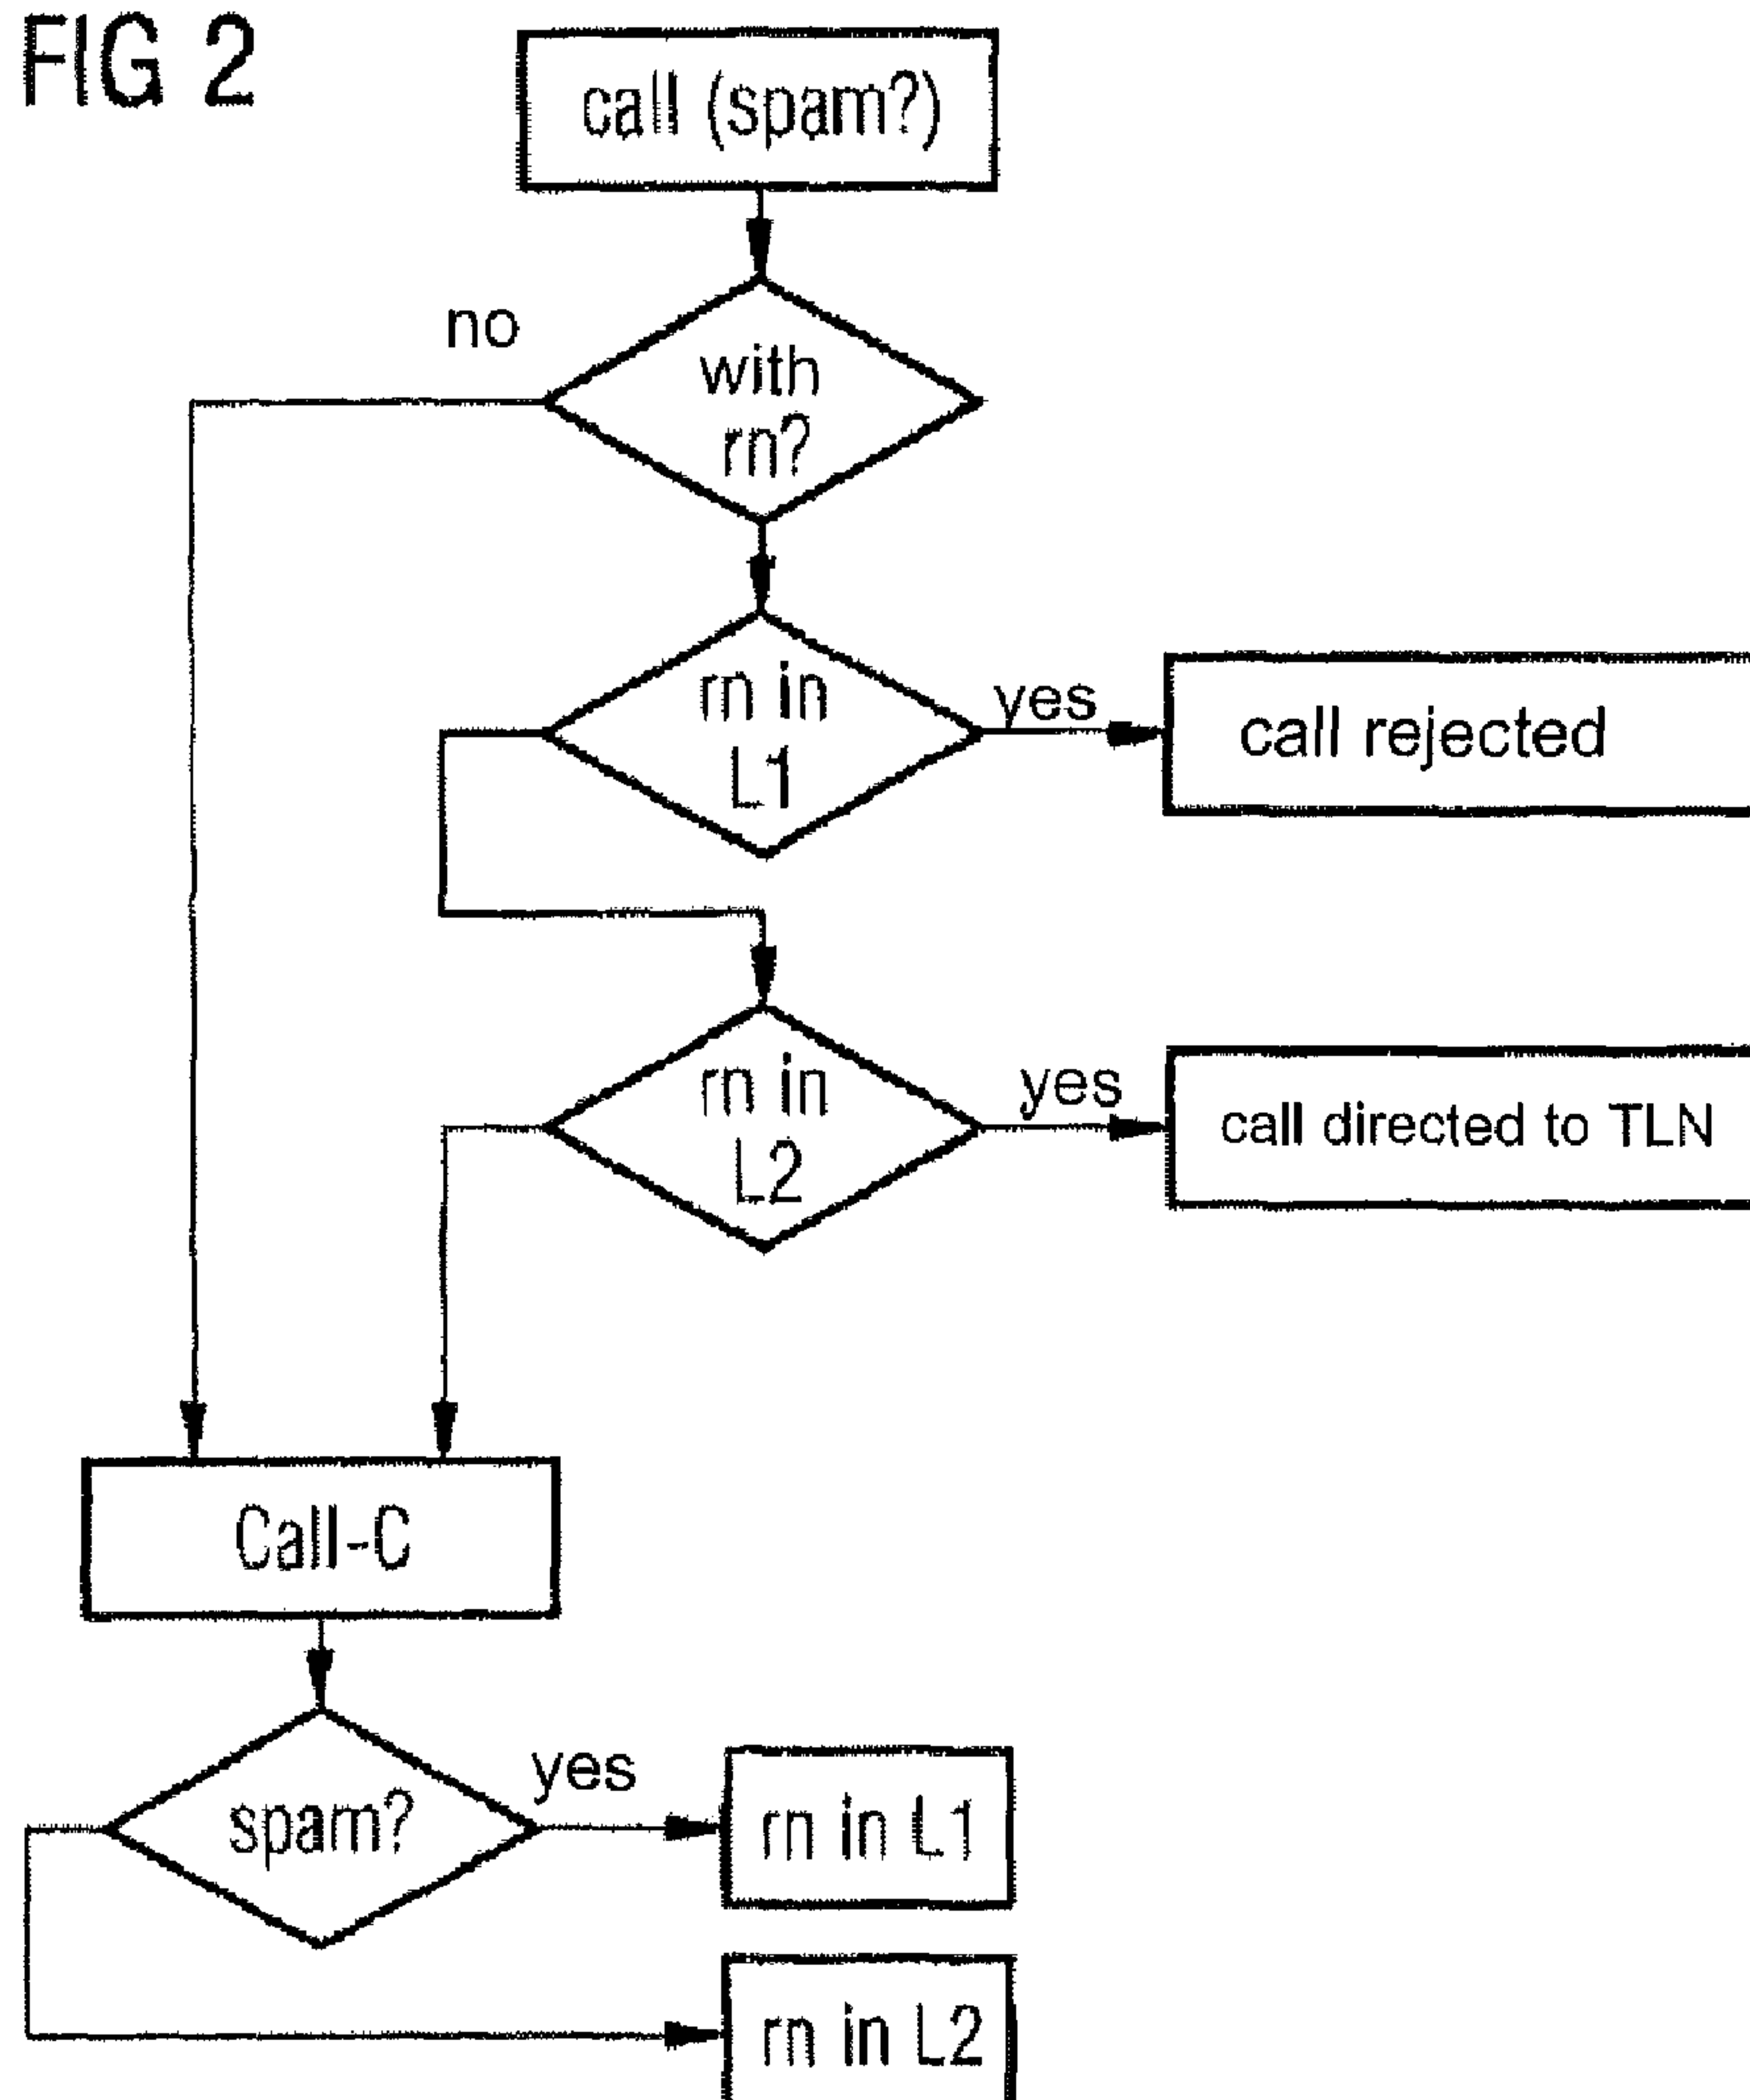 FIG 2
call (spam?)
no
with
rn?
rn in
L1
yes
call rejected
rn in
L2
yes
call directed to TLN
Call-C
spam?
yes
rn in L1
rn in L2